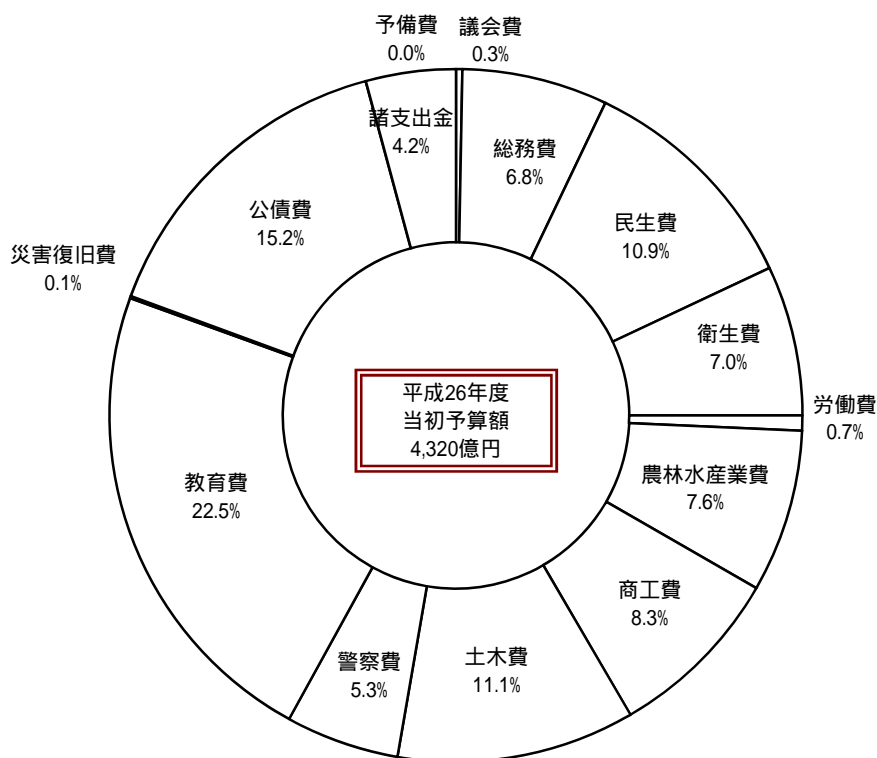 予備費
0.0%
議会費
0.3%
総務費
6.8%
民生費
10.9%
衛生費
7.0%
労働費
0.7%
農林水産業費
7.6%
商工費
8.3%
土木費
11.1%
警察費
5.3%
教育費
22.5%
災害復旧費
0.1%
公債費
15.2%
諸支出金
4.2%
平成26年度
当初予算額
4,320億円